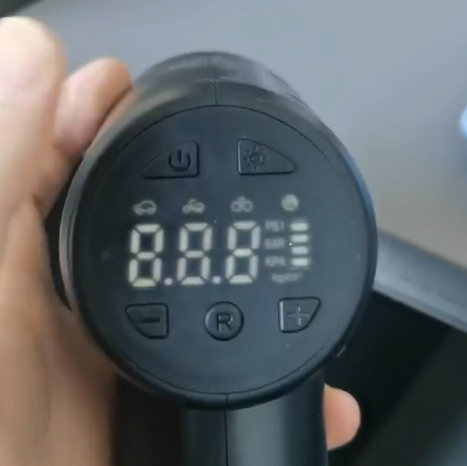 8.8.8
PSI
BAR
KPA
kg/cm²
R